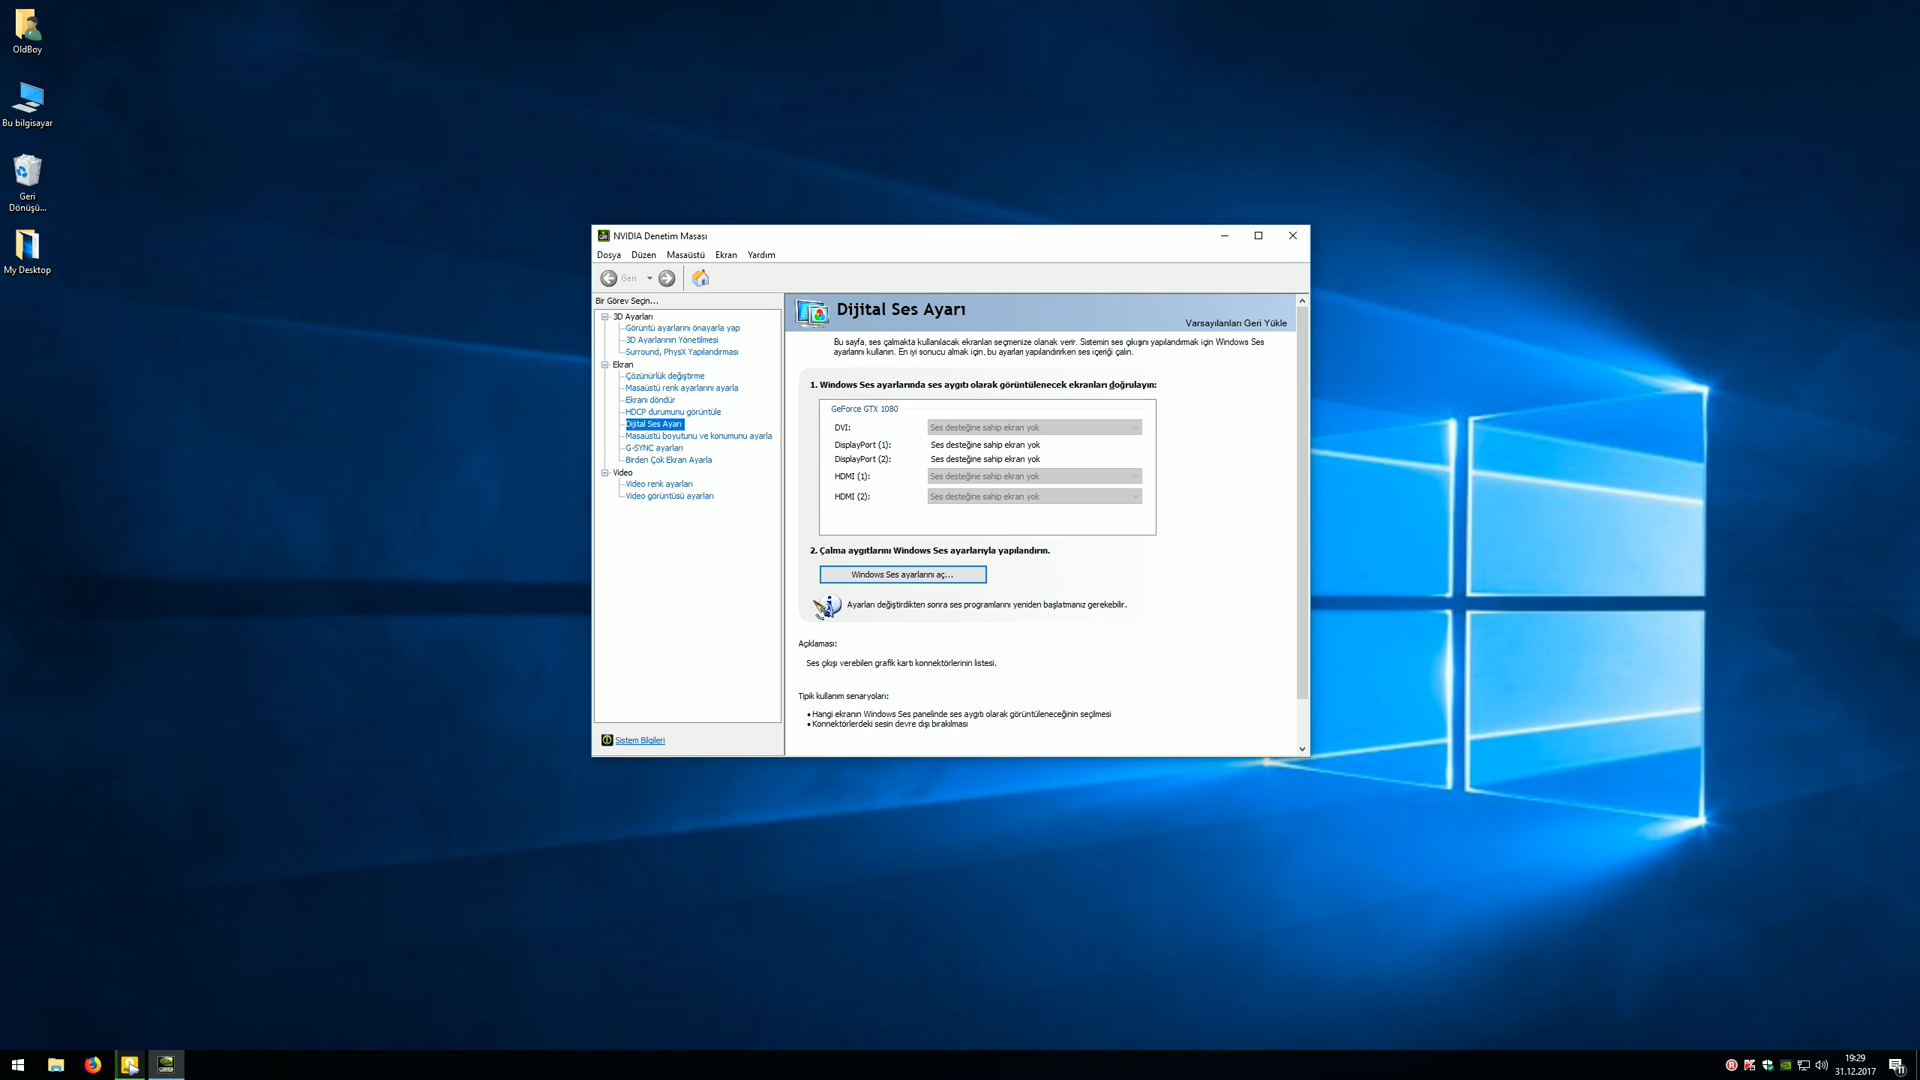 OldBoy
Bu bilgisayar
Geri
Dönüşü...
My Desktop
NVIDIA Denetim Masası
Dosya Düzen Masaüstü Ekran Yardım
Geri
Bir Görev Seçin...
3D Ayarları
Görüntü ayarlarını önayarla yap
3D Ayarlarının Yönetilmesi
Surround, PhysX Yapılandırması
Ekran
Çözünürlük değiştirme
Masaüstü renk ayarlarını ayarla
Ekranı döndür
HDCP durumunu görüntüle
Dijital Ses Ayarı
Masaüstü boyutunu ve konumunu ayarla
G-SYNC ayarları
Birden Çok Ekran Ayarla
Video
Video renk ayarları
Video görüntüsü ayarları
Sistem Bilgileri
Dijital Ses Ayarı
Varsayılanları Geri Yükle
Bu sayfa, ses çalmakta kullanılacak ekranları seçmenize olanak verir. Sistemin ses çıkışını yapılandırmak için Windows Ses
ayarlarını kullanın. En iyi sonucu almak için, bu ayarları yapılandırırken ses içeriği çalın.
1. Windows Ses ayarlarında ses aygıtı olarak görüntülenecek ekranları doğrulayın:
GeForce GTX 1080
DVI: Ses desteğine sahip ekran yok
DisplayPort (1): Ses desteğine sahip ekran yok
DisplayPort (2): Ses desteğine sahip ekran yok
HDMI (1): Ses desteğine sahip ekran yok
HDMI (2): Ses desteğine sahip ekran yok
2. Çalma aygıtlarını Windows Ses ayarlarıyla yapılandırın.
Windows Ses ayarlarını aç...
Ayarları değiştirdikten sonra ses programlarını yeniden başlatmanız gerekebilir.
Açıklaması:
Ses çıkışı verebilen grafik kartı konnektörlerinin listesi.
Tipik kullanım senaryoları:
• Hangi ekranın Windows Ses panelinde ses aygıtı olarak görüntüleneceğinin seçilmesi
• Konnektörlerdeki sesin devre dışı bırakılması
19:29
31.12.2017
11